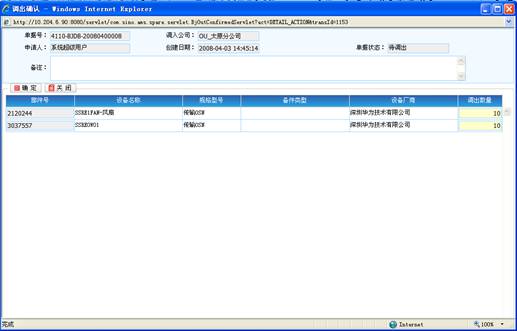 调出确认 - Windows Internet Explorer
http://10.204.6.90:8080/servlet/com.sino.ams.spare.servlet.BjOutConfirmedServlet?act=DETAIL_ACTION&transId=1153
单据号： 4110-BJDB-20080400008 调入公司： OU_太原分公司
申请人： 系统超级用户 创建日期： 2008-04-03 14:45:14 单据状态： 待调出
备注：
确定 关闭
部件号 设备名称 规格型号 备件类型 设备厂商 调出数量
2120244 SSRE1FAN-风扇 传输OSN 深圳华为技术有限公司 10
3037557 传输OSN 深圳华为技术有限公司 10
完成 Internet 100%